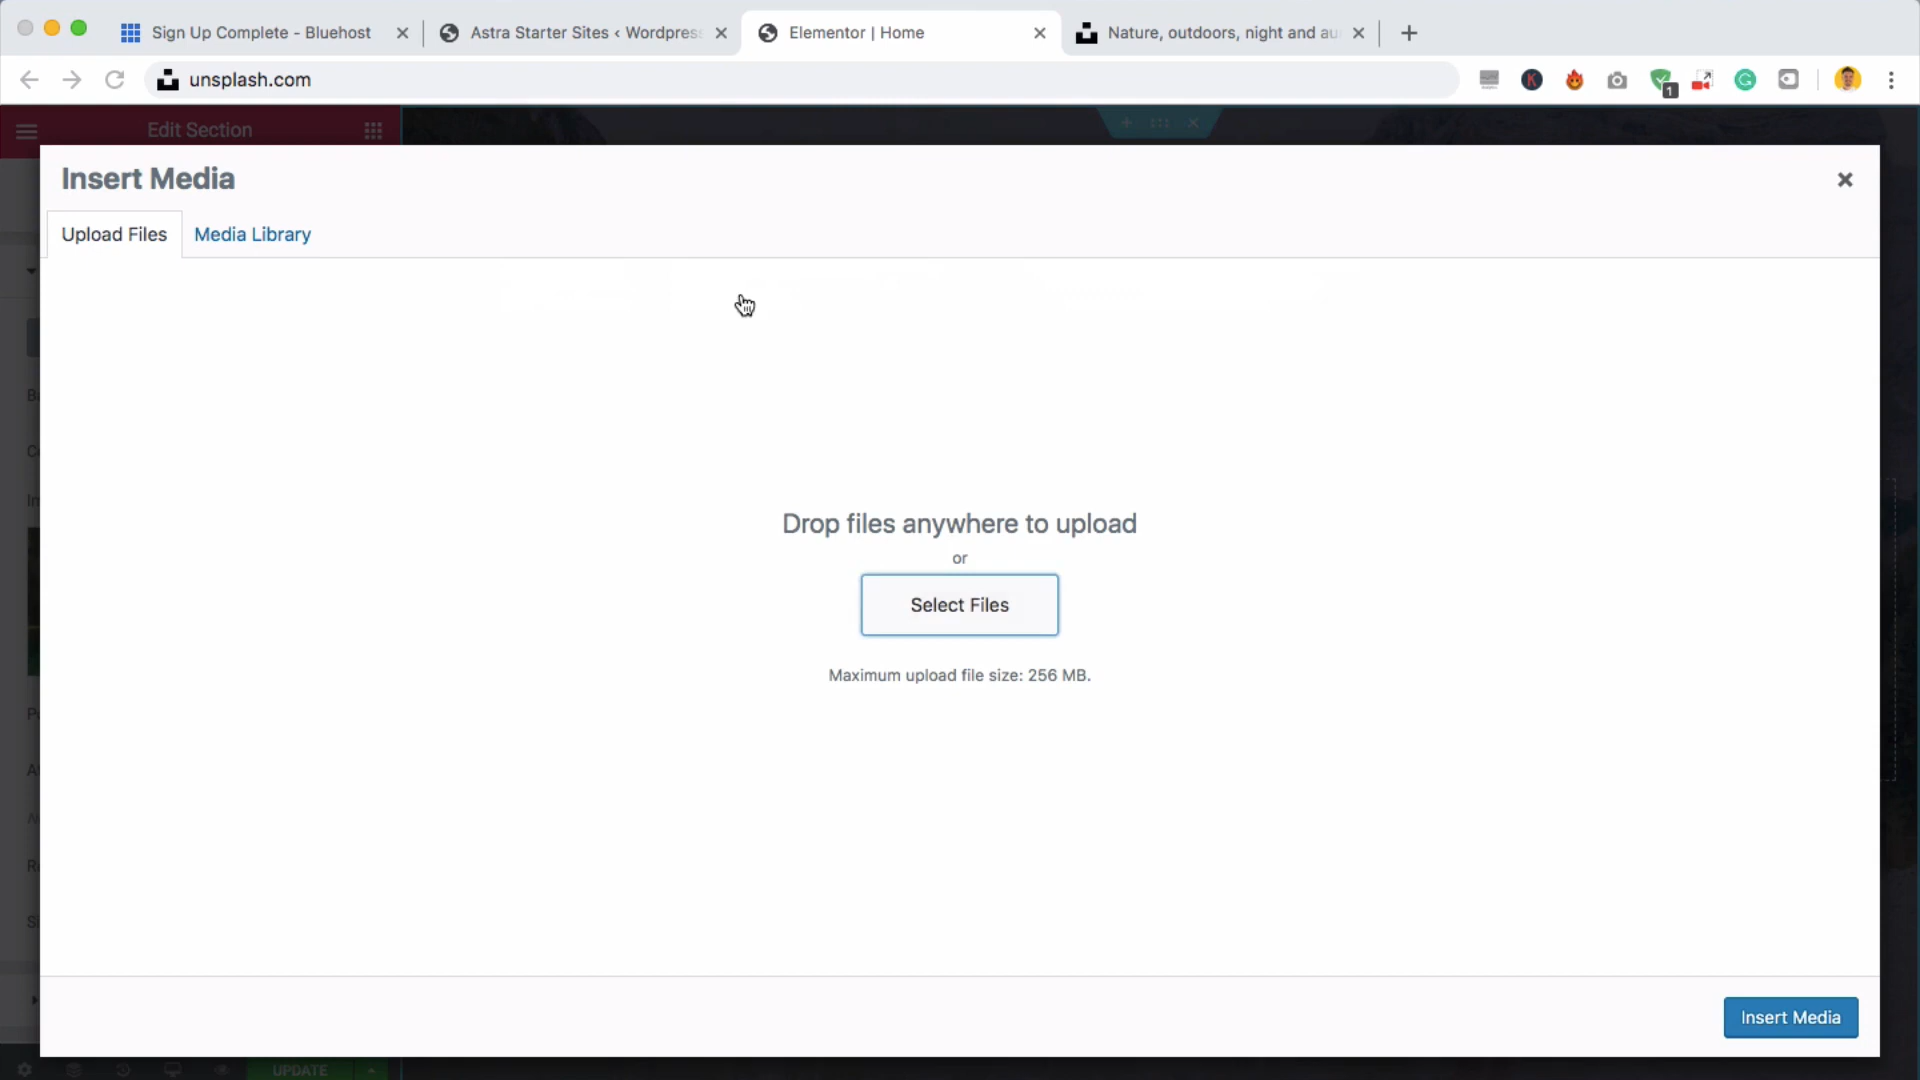 Sign Up Complete - Bluehost
Astra Starter Sites ‹ Wordpres
Elementor | Home
Nature, outdoors, night and au
unsplash.com
K
1
G
Edit Section
Insert Media
Upload Files
Media Library
Drop files anywhere to upload
or
Select Files
Maximum upload file size: 256 MB.
Insert Media
UPDATE